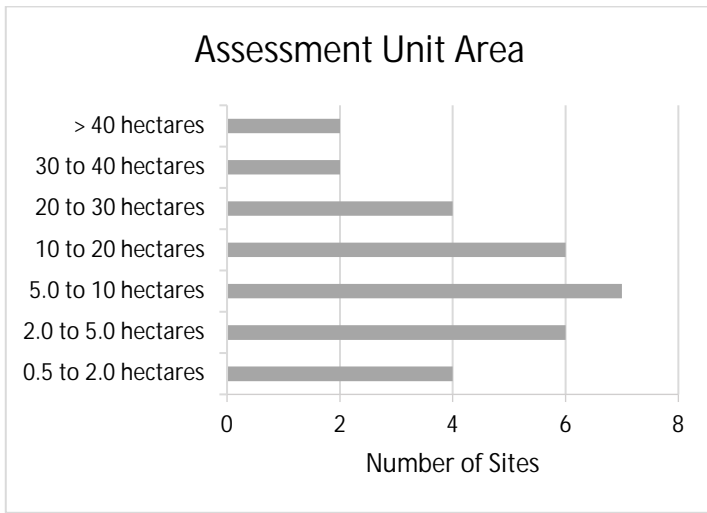 Assessment Unit Area
> 40 hectares
30 to 40 hectares
20 to 30 hectares
10 to 20 hectares
5.0 to 10 hectares
2.0 to 5.0 hectares
0.5 to 2.0 hectares
0 2 4 6 8
Number of Sites